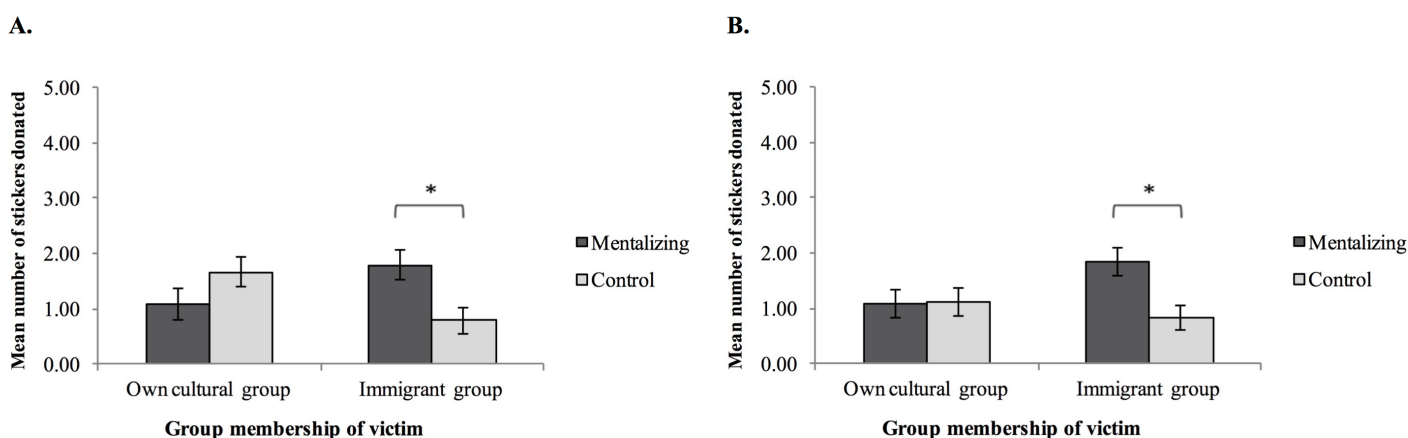 A.
Mean number of stickers donated
5.00
4.00
3.00
2.00
1.00
0.00
*
Own cultural group
Immigrant group
Group membership of victim
Mentalizing
Control
B.
Mean number of stickers donated
5.00
4.00
3.00
2.00
1.00
0.00
*
Own cultural group
Immigrant group
Group membership of victim
Mentalizing
Control